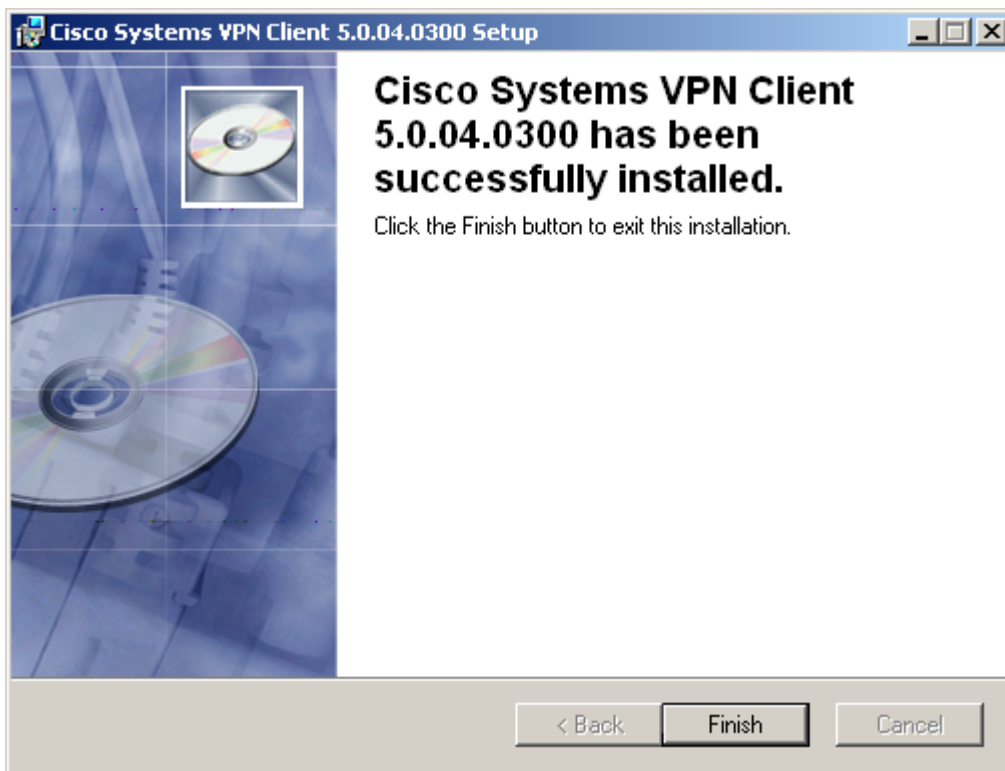 Cisco Systems VPN Client 5.0.04.0300 Setup
Cisco Systems VPN Client
5.0.04.0300 has been
successfully installed.
Click the Finish button to exit this installation.
< Back
Finish
Cancel